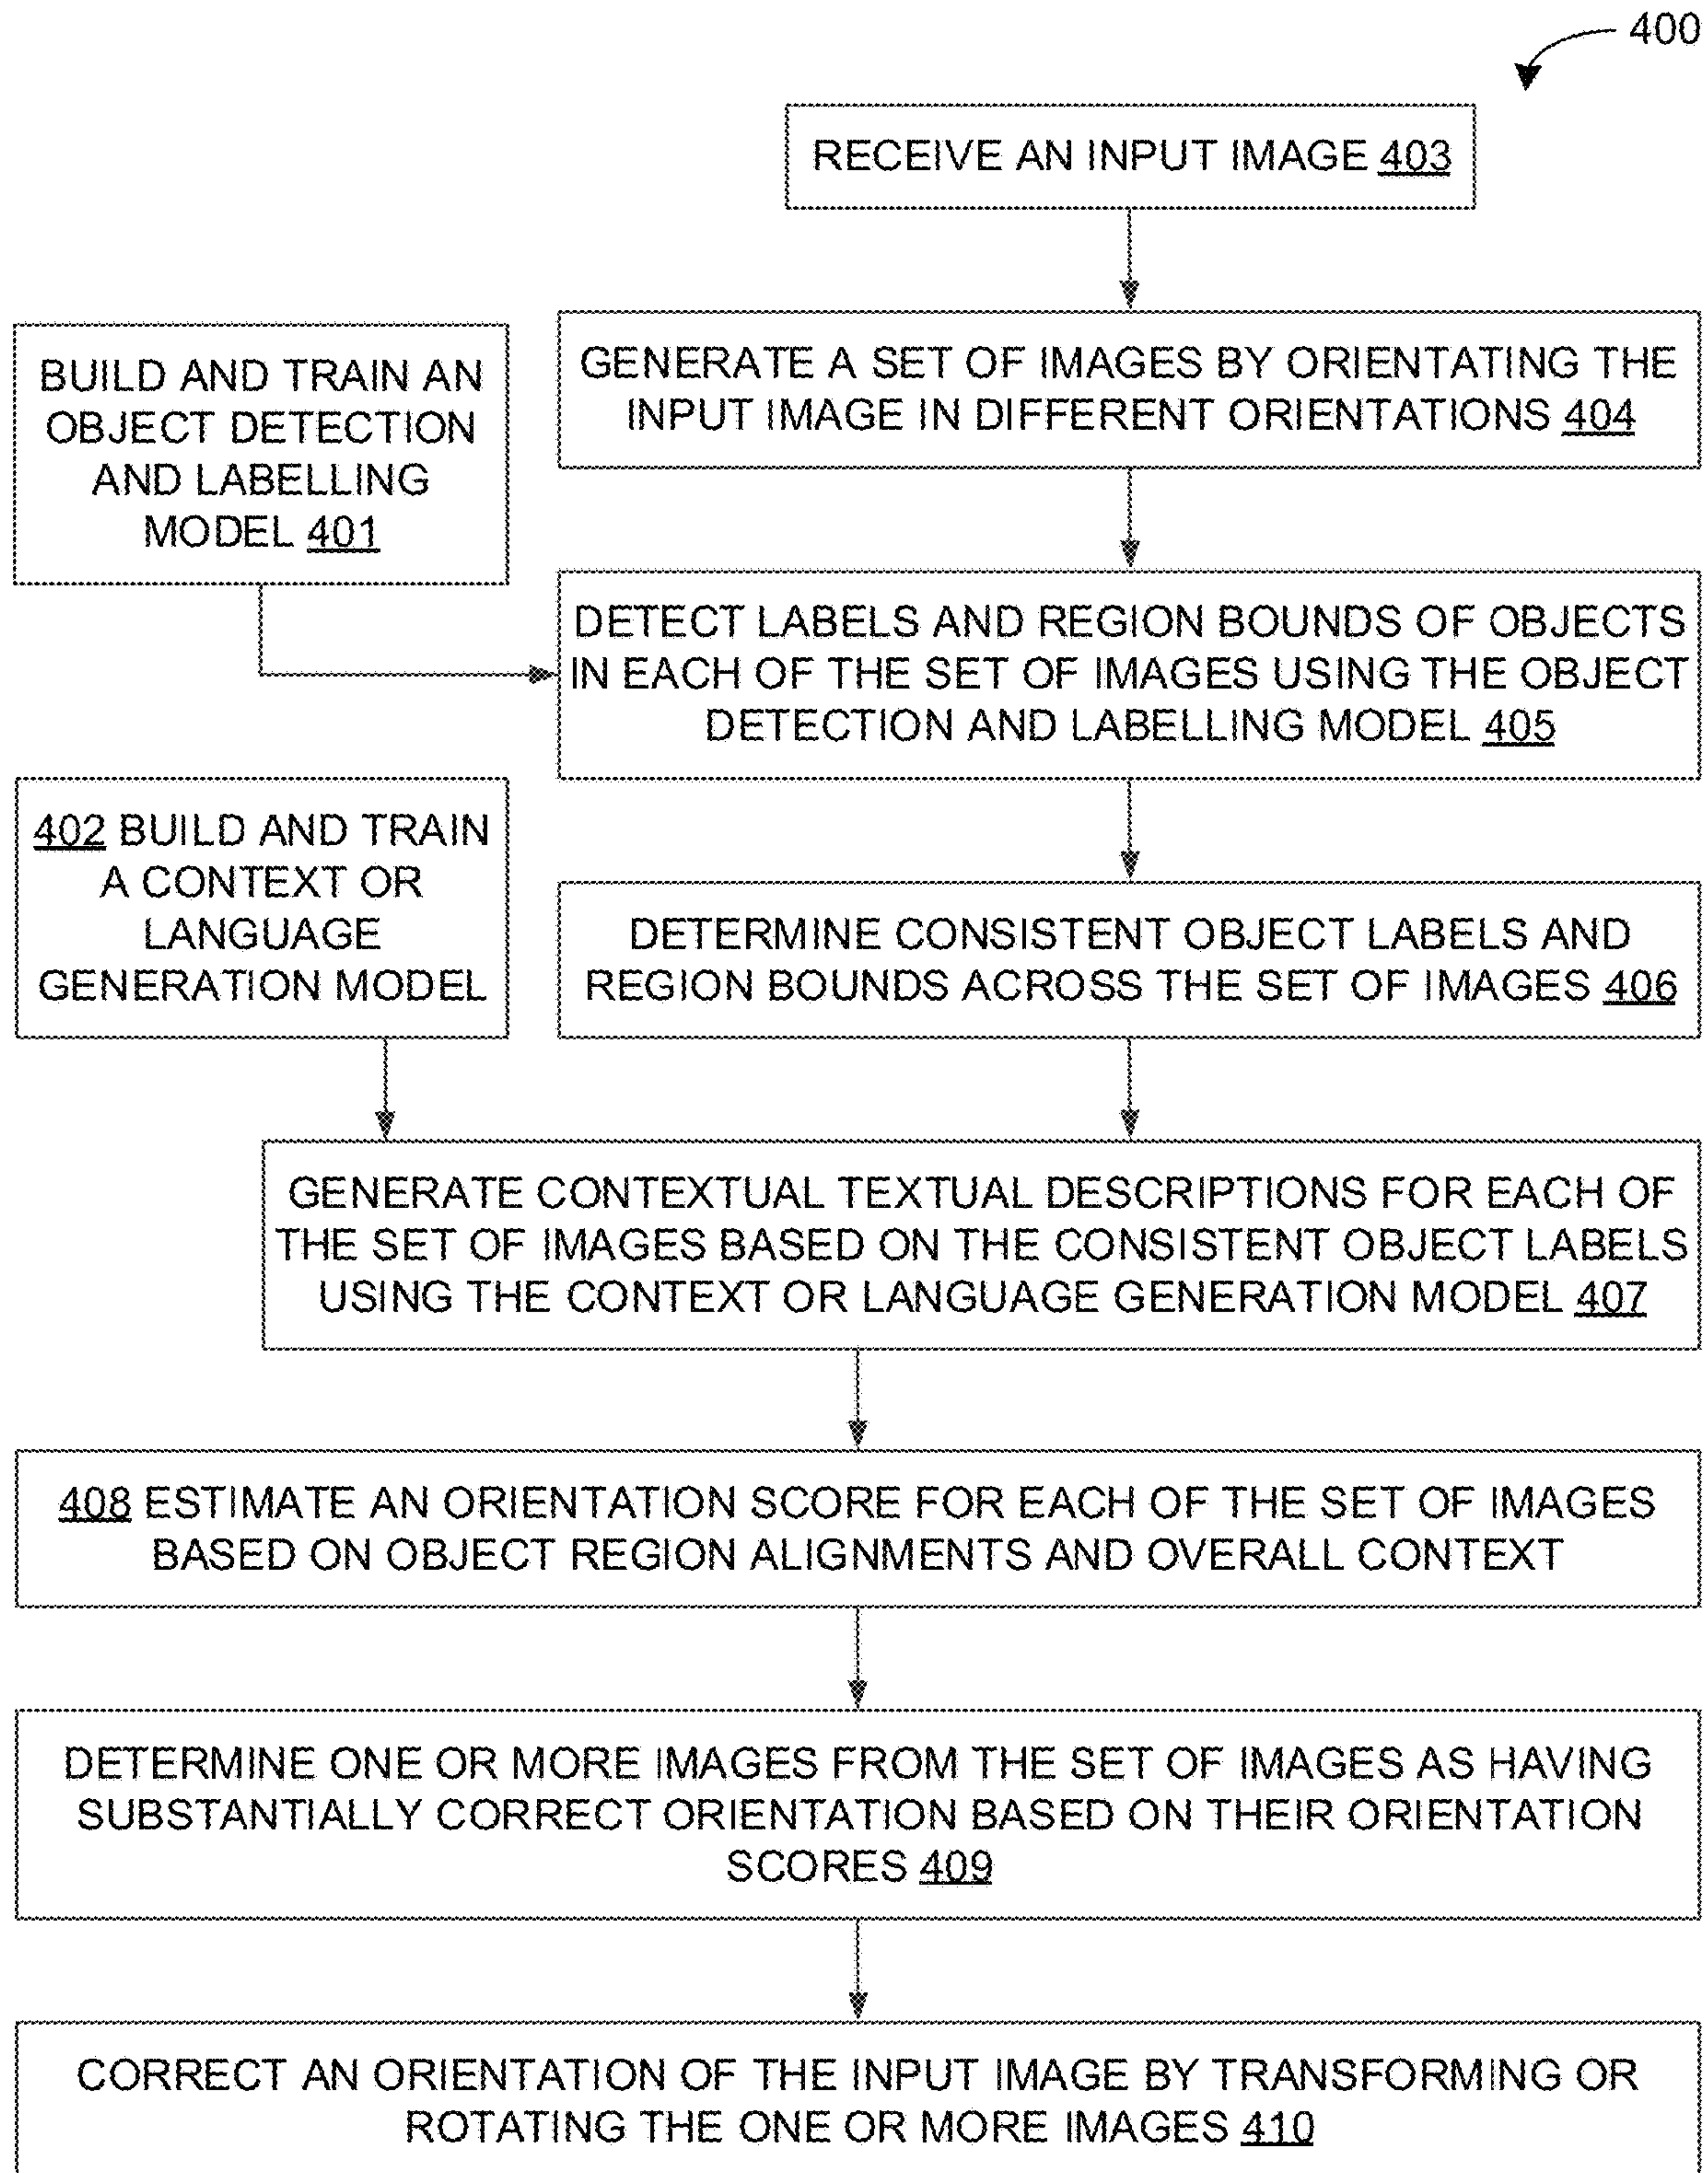 400
RECEIVE AN INPUT IMAGE 403
GENERATE A SET OF IMAGES BY ORIENTATING THE
INPUT IMAGE IN DIFFERENT ORIENTATIONS 404
BUILD AND TRAIN AN
OBJECT DETECTION
AND LABELLING
MODEL 401
DETECT LABELS AND REGION BOUNDS OF OBJECTS
IN EACH OF THE SET OF IMAGES USING THE OBJECT
DETECTION AND LABELLING MODEL 405
402 BUILD AND TRAIN
A CONTEXT OR
LANGUAGE
GENERATION MODEL
DETERMINE CONSISTENT OBJECT LABELS AND
REGION BOUNDS ACROSS THE SET OF IMAGES 406
GENERATE CONTEXTUAL TEXTUAL DESCRIPTIONS FOR EACH OF
THE SET OF IMAGES BASED ON THE CONSISTENT OBJECT LABELS
USING THE CONTEXT OR LANGUAGE GENERATION MODEL 407
408 ESTIMATE AN ORIENTATION SCORE FOR EACH OF THE SET OF IMAGES
BASED ON OBJECT REGION ALIGNMENTS AND OVERALL CONTEXT
DETERMINE ONE OR MORE IMAGES FROM THE SET OF IMAGES AS HAVING
SUBSTANTIALLY CORRECT ORIENTATION BASED ON THEIR ORIENTATION
SCORES 409
CORRECT AN ORIENTATION OF THE INPUT IMAGE BY TRANSFORMING OR
ROTATING THE ONE OR MORE IMAGES 410